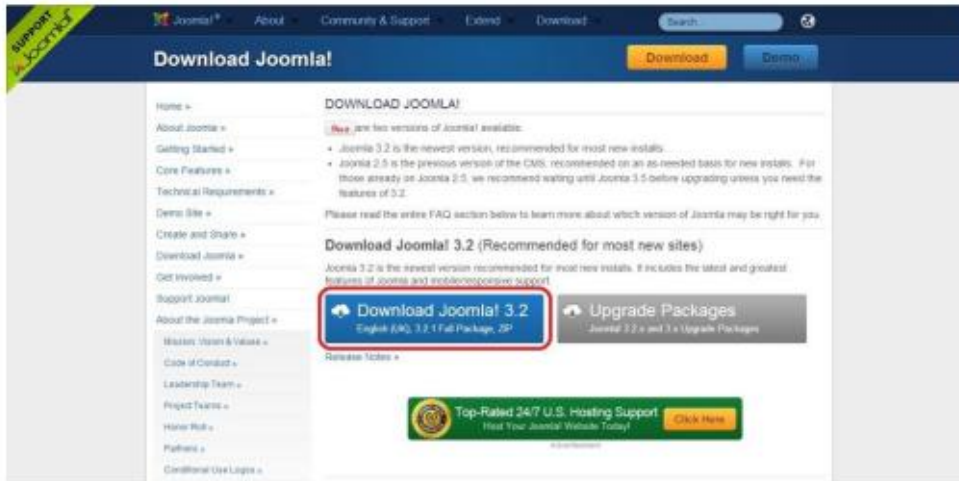 SUPPORT
Joomla!
Joomla!® About Community & Support Extend Download Search...
Download Joomla! Download Demo
Home »
About Joomla »
Getting Started »
Core Features »
Technical Requirements »
Demo Site »
Create and Share »
Download Joomla »
Get Involved »
Support Joomla!
About the Joomla Project »
Mission, Vision & Values »
Code of Conduct »
Leadership Team »
Project Teams »
Honor Roll »
Partners »
Conditional Use Logos »
DOWNLOAD JOOMLA!
are two versions of Joomla! available:
• Joomla 3.2 is the newest version, recommended for most new installs.
• Joomla 2.5 is the previous version of the CMS, recommended on an as-needed basis for new installs. For
those already on Joomla 2.5, we recommend waiting until Joomla 3.5 before upgrading unless you need the
features of 3.2.
Please read the entire FAQ section below to learn more about which version of Joomla may be right for you.
Download Joomla! 3.2 (Recommended for most new sites)
Joomla 3.2 is the newest version recommended for most new installs. It includes the latest and greatest
features of Joomla and mobile/responsive support.
Download Joomla! 3.2
English (UK), 3.2.1 Full Package, ZIP
Upgrade Packages
Joomla! 3.2.x and 3.x Upgrade Packages
Release Notes »
Top-Rated 24/7 U.S. Hosting Support
Host Your Joomla! Website Today!
Click Here
Advertisement